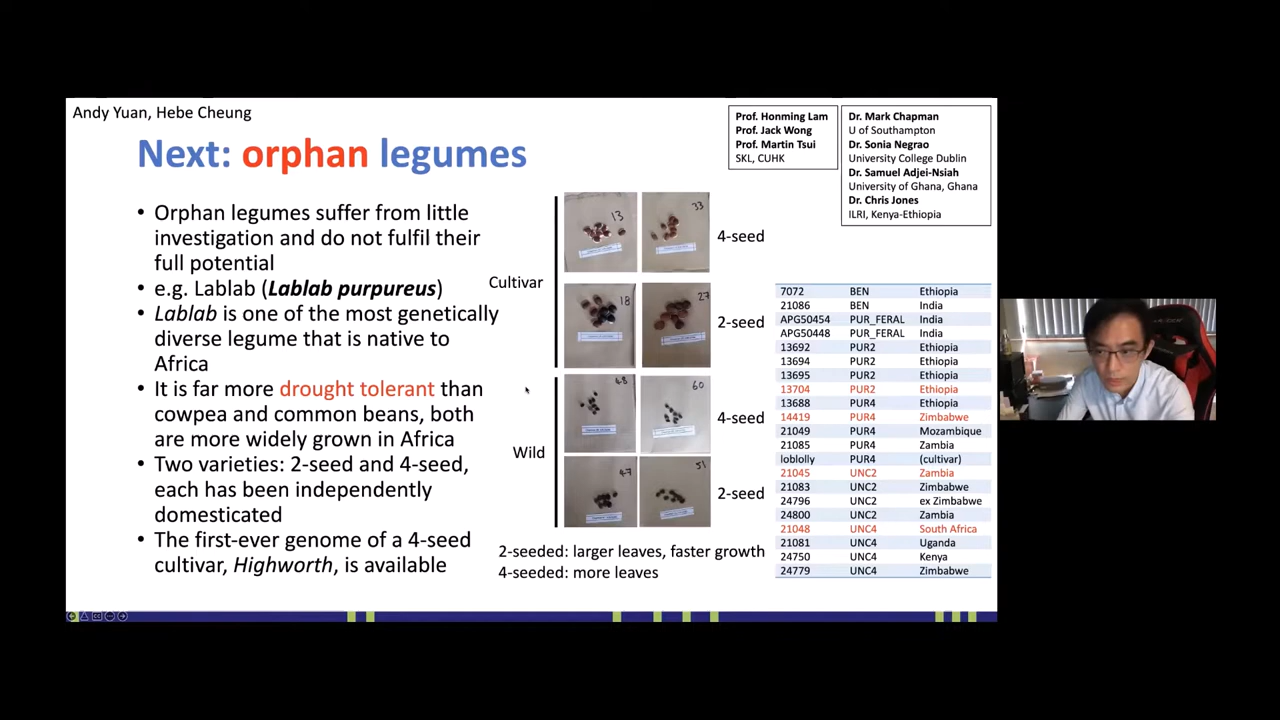 Andy Yuan, Hebe Cheung
Next: orphan legumes
Prof. Honming Lam
Prof. Jack Wong
Prof. Martin Tsui
SKL, CUHK
Dr. Mark Chapman
U of Southampton
Dr. Sonia Negrao
University College Dublin
Dr. Samuel Adjei-Nsiah
University of Ghana, Ghana
Dr. Chris Jones
ILRI, Kenya-Ethiopia
• Orphan legumes suffer from little
investigation and do not fulfil their
full potential
• e.g. Lablab (Lablab purpureus)
• Lablab is one of the most genetically
diverse legume that is native to
Africa
• It is far more drought tolerant than
cowpea and common beans, both
are more widely grown in Africa
• Two varieties: 2-seed and 4-seed,
each has been independently
domesticated
• The first-ever genome of a 4-seed
cultivar, Highworth, is available
Cultivar
13
33
4-seed
18
27
2-seed
Wild
48
60
4-seed
47
51
2-seed
2-seeded: larger leaves, faster growth
4-seeded: more leaves
7072 BEN Ethiopia
21086 BEN India
APG50454 PUR_FERAL India
APG50448 PUR_FERAL India
13692 PUR2 Ethiopia
13694 PUR2 Ethiopia
13695 PUR2 Ethiopia
13704 PUR2 Ethiopia
13688 PUR4 Ethiopia
14419 PUR4 Zimbabwe
21049 PUR4 Mozambique
21085 PUR4 Zambia
loblolly PUR4 (cultivar)
21045 UNC2 Zambia
21083 UNC2 Zimbabwe
24796 UNC2 ex Zimbabwe
24800 UNC2 Zambia
21048 UNC4 South Africa
21081 UNC4 Uganda
24750 UNC4 Kenya
24779 UNC4 Zimbabwe